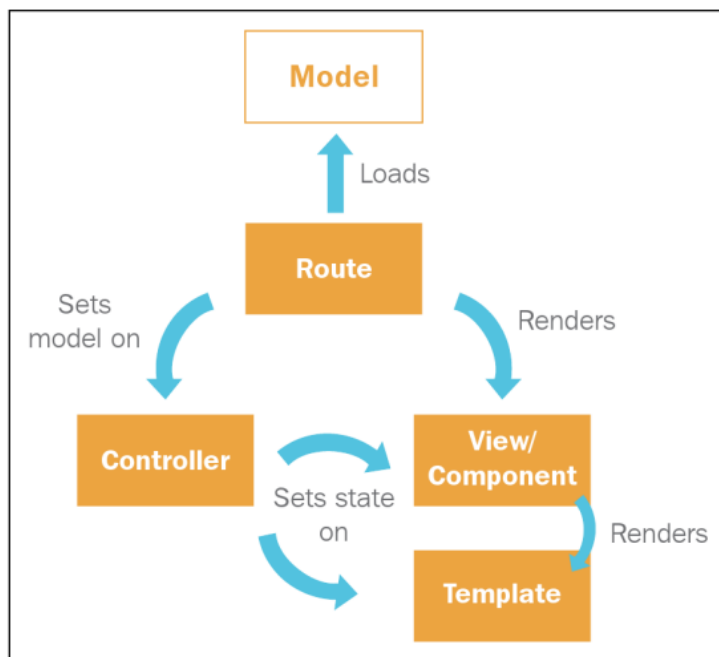 Model
Loads
Route
Sets
model on
Renders
Controller
View/
Component
Sets state
on
Renders
Template